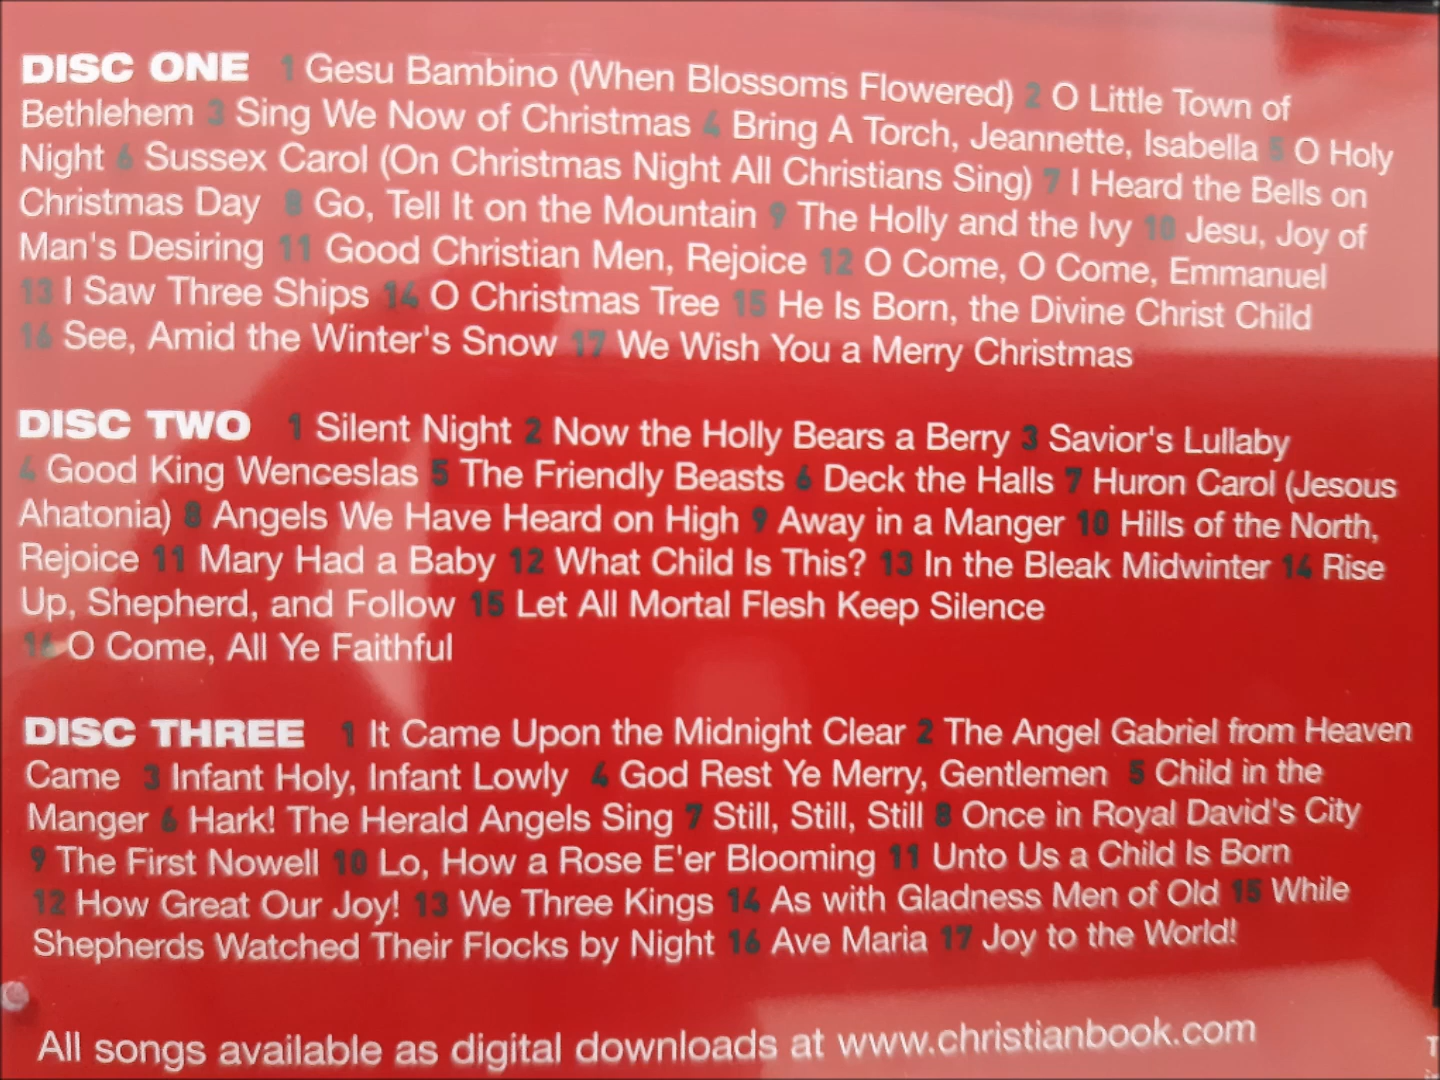 DISC ONE 1 Gesu Bambino (When Blossoms Flowered) 2 O Little Town of
Bethlehem 3 Sing We Now of Christmas 4 Bring A Torch, Jeannette, Isabella 5 O Holy
Night 6 Sussex Carol (On Christmas Night All Christians Sing) 7 I Heard the Bells on
Christmas Day 8 Go, Tell It on the Mountain 9 The Holly and the Ivy 10 Jesu, Joy of
Man's Desiring 11 Good Christian Men, Rejoice 12 O Come, O Come, Emmanuel
13 I Saw Three Ships 14 O Christmas Tree 15 He Is Born, the Divine Christ Child
16 See, Amid the Winter's Snow 17 We Wish You a Merry Christmas
DISC TWO 1 Silent Night 2 Now the Holly Bears a Berry 3 Savior's Lullaby
4 Good King Wenceslas 5 The Friendly Beasts 6 Deck the Halls 7 Huron Carol (Jesous
Ahatonia) 8 Angels We Have Heard on High 9 Away in a Manger 10 Hills of the North,
Rejoice 11 Mary Had a Baby 12 What Child Is This? 13 In the Bleak Midwinter 14 Rise
Up, Shepherd, and Follow 15 Let All Mortal Flesh Keep Silence
16 O Come, All Ye Faithful
DISC THREE 1 It Came Upon the Midnight Clear 2 The Angel Gabriel from Heaven
Came 3 Infant Holy, Infant Lowly 4 God Rest Ye Merry, Gentlemen 5 Child in the
Manger 6 Hark! The Herald Angels Sing 7 Still, Still, Still 8 Once in Royal David's City
9 The First Nowell 10 Lo, How a Rose E'er Blooming 11 Unto Us a Child Is Born
12 How Great Our Joy! 13 We Three Kings 14 As with Gladness Men of Old 15 While
Shepherds Watched Their Flocks by Night 16 Ave Maria 17 Joy to the World!
All songs available as digital downloads at www.christianbook.com